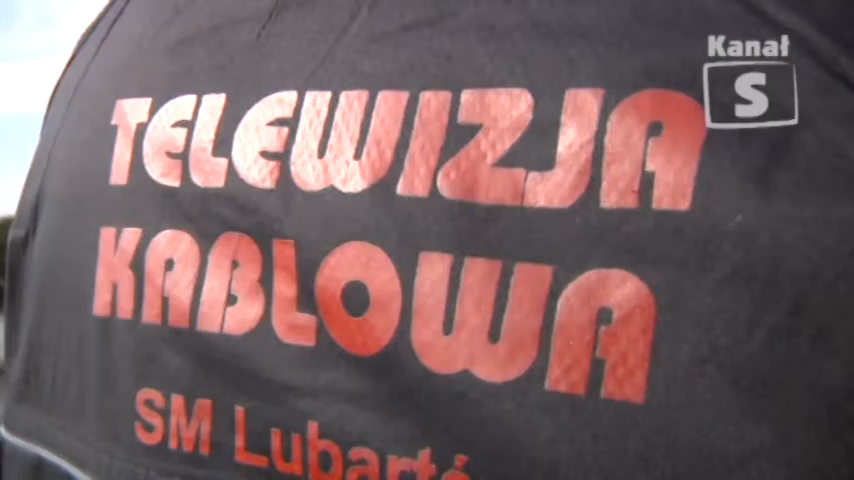 Kanał
S
TELEWIZJA
KABLOWA
SM